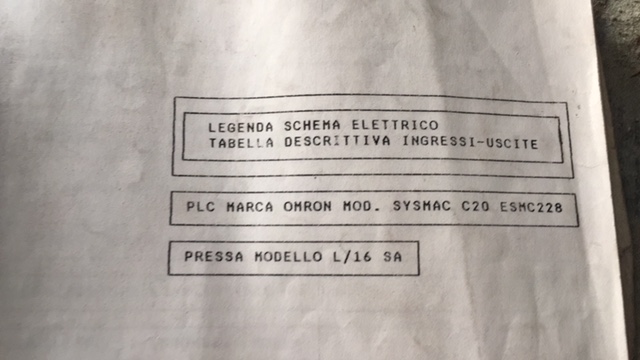 LEGENDA SCHEMA ELETTRICO
TABELLA DESCRITTIVA INGRESSI-USCITE
PLC MARCA OMRON MOD. SYSMAC C20 ESMC228
PRESSA MODELLO L/16 SA